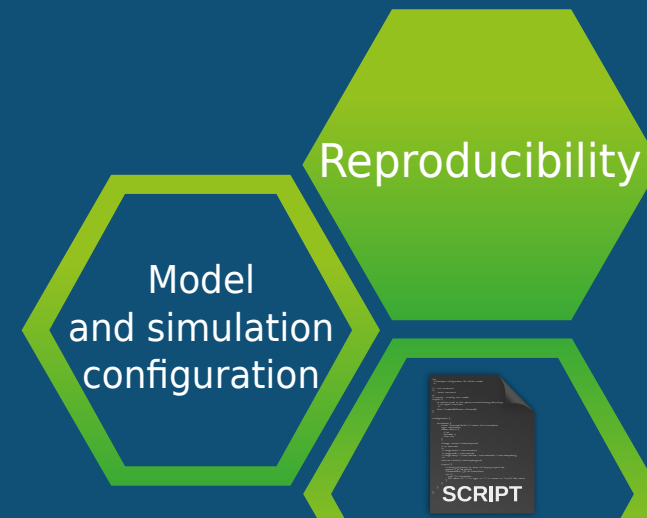 Reproducibility
Model
and simulation
configuration
SCRIPT